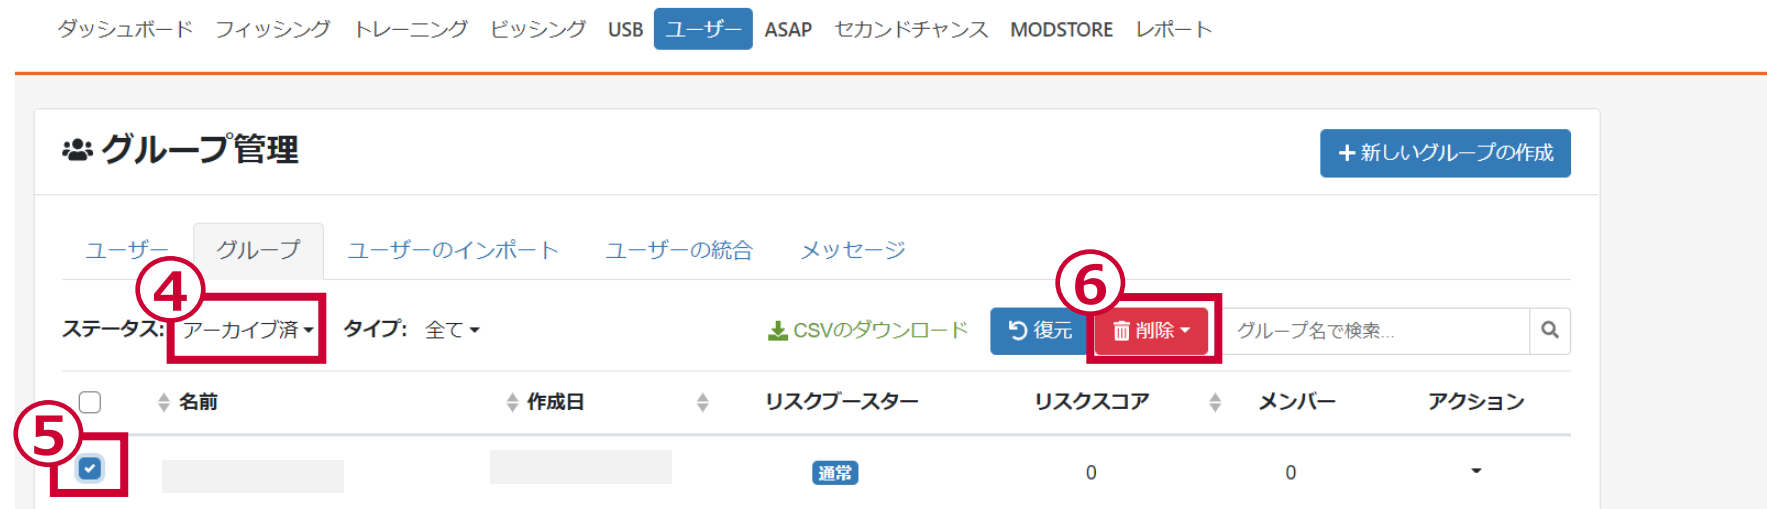 ダッシュボード フィッシング トレーニング ビッシング USB ユーザー ASAP セカンドチャンス MODSTORE レポート
グループ管理
+ 新しいグループの作成
ユーザー グループ ユーザーのインポート ユーザーの統合 メッセージ
④ ⑥
ステータス: アーカイブ済 タイプ: 全て CSVのダウンロード 復元 削除 グループ名で検索...
名前 作成日 リスクブースター リスクスコア メンバー アクション
⑤
通常 0 0